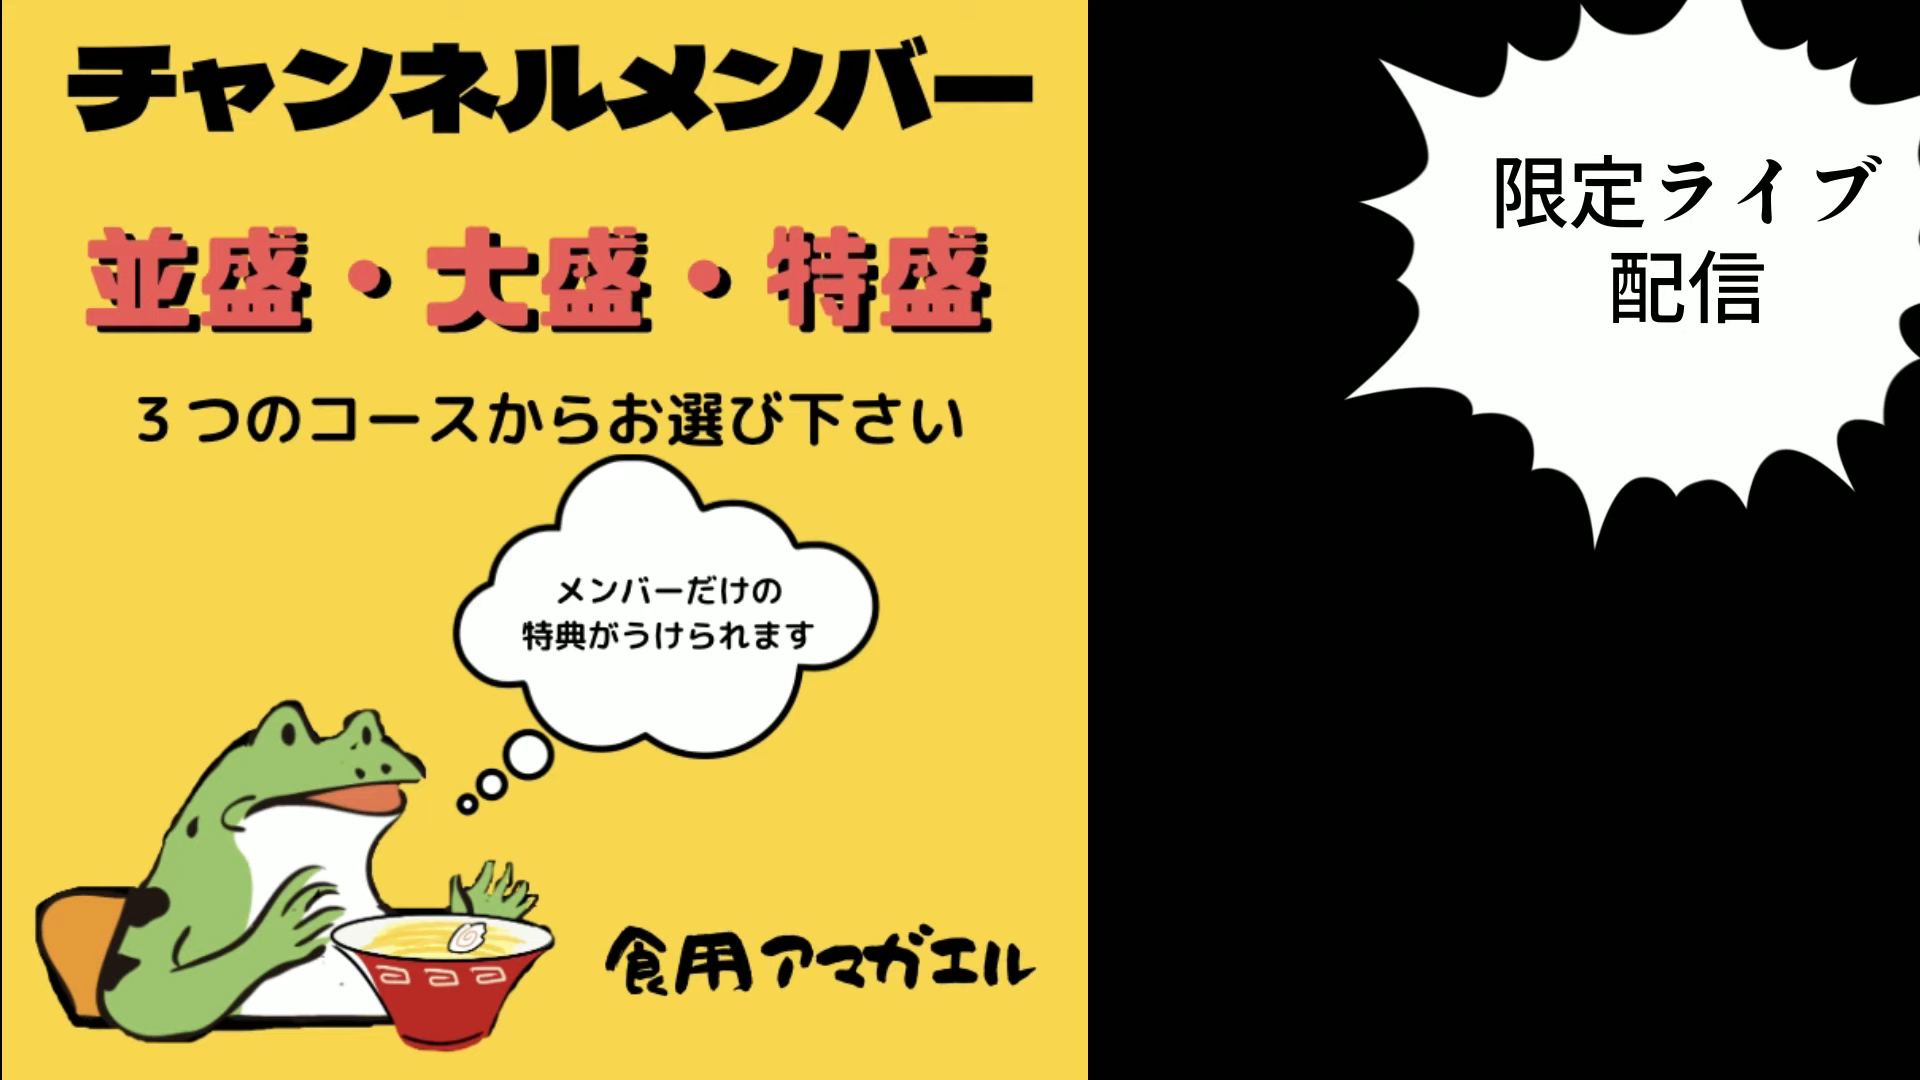 チャンネルメンバー
並盛・大盛・特盛
３つのコースからお選び下さい
メンバーだけの
特典がうけられます
食用アマガエル
限定ライブ
配信